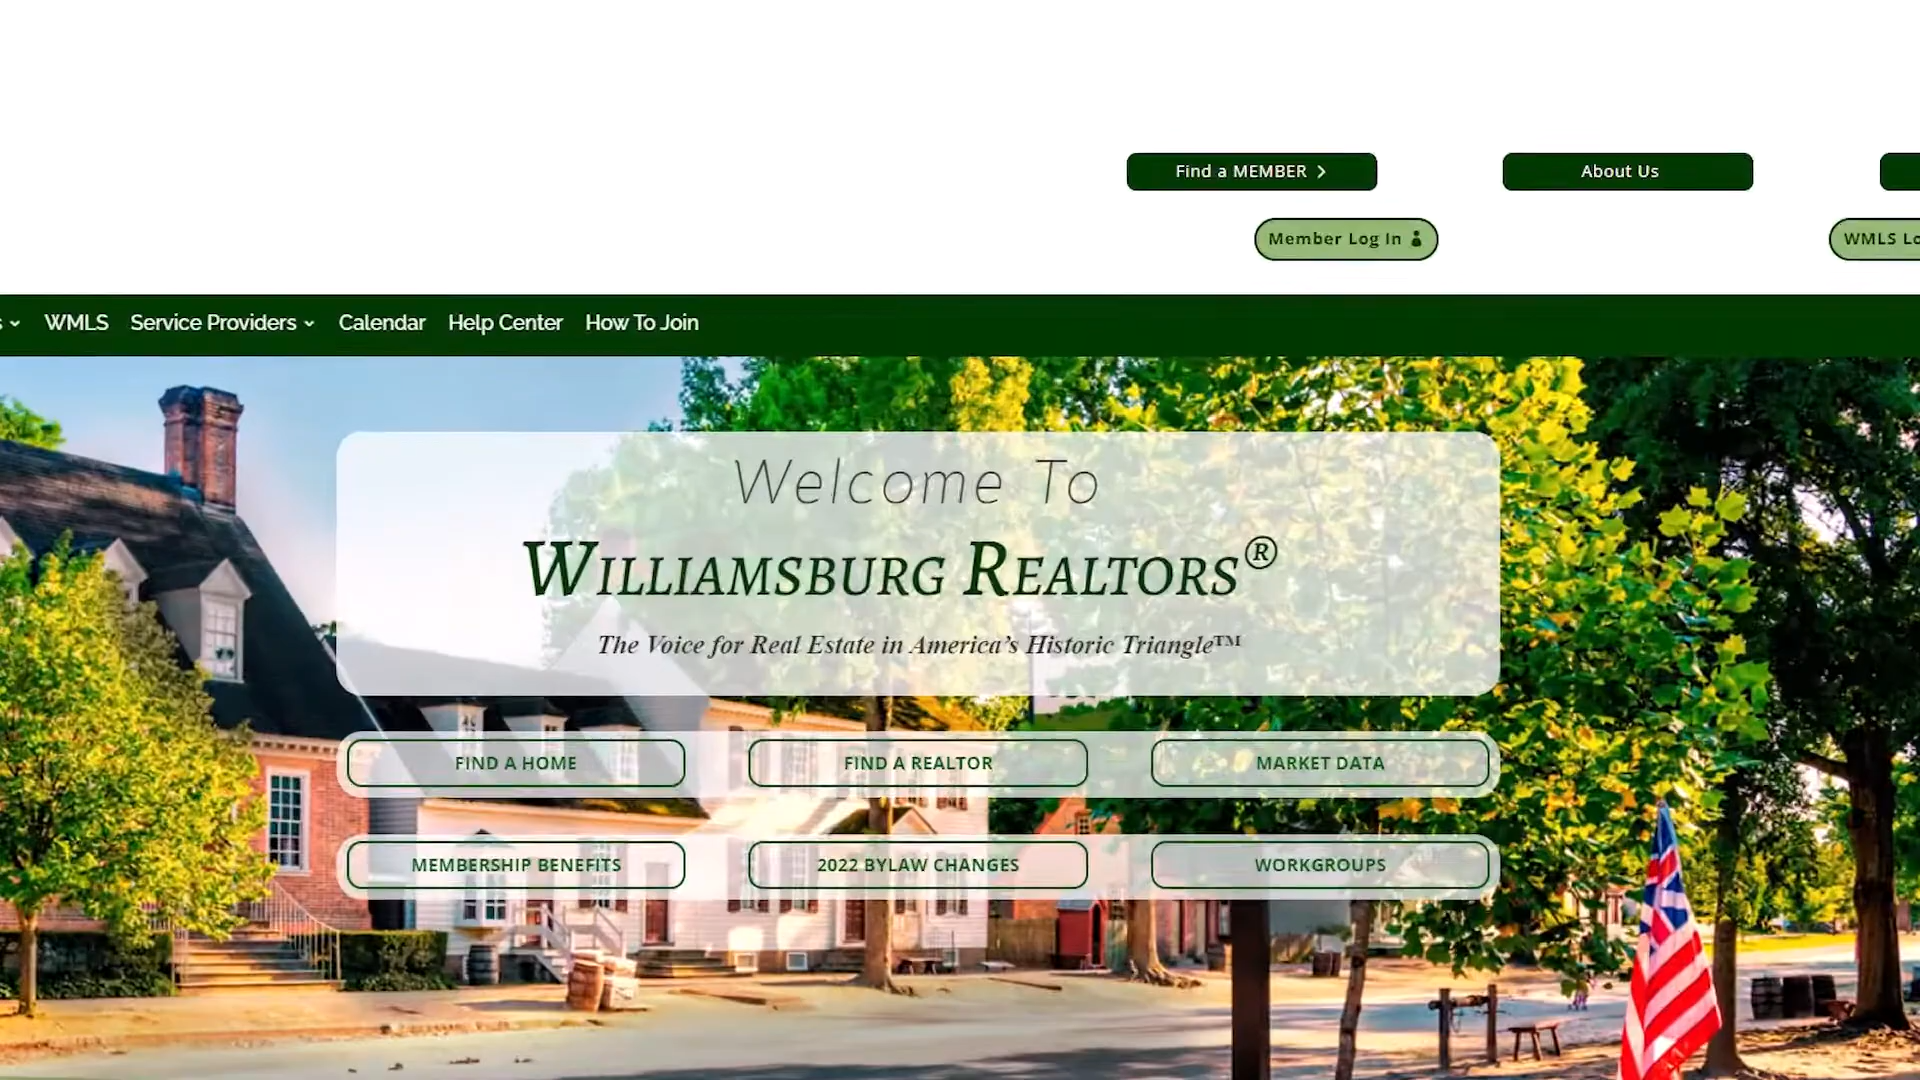 Find a MEMBER
About Us
Member Log In
WMLS
WMLS
Service Providers
Calendar
Help Center
How To Join
Welcome To
WILLIAMSBURG REALTORS®
The Voice for Real Estate in America's Historic Triangle™
FIND A HOME
FIND A REALTOR
MARKET DATA
MEMBERSHIP BENEFITS
2022 BYLAW CHANGES
WORKGROUPS